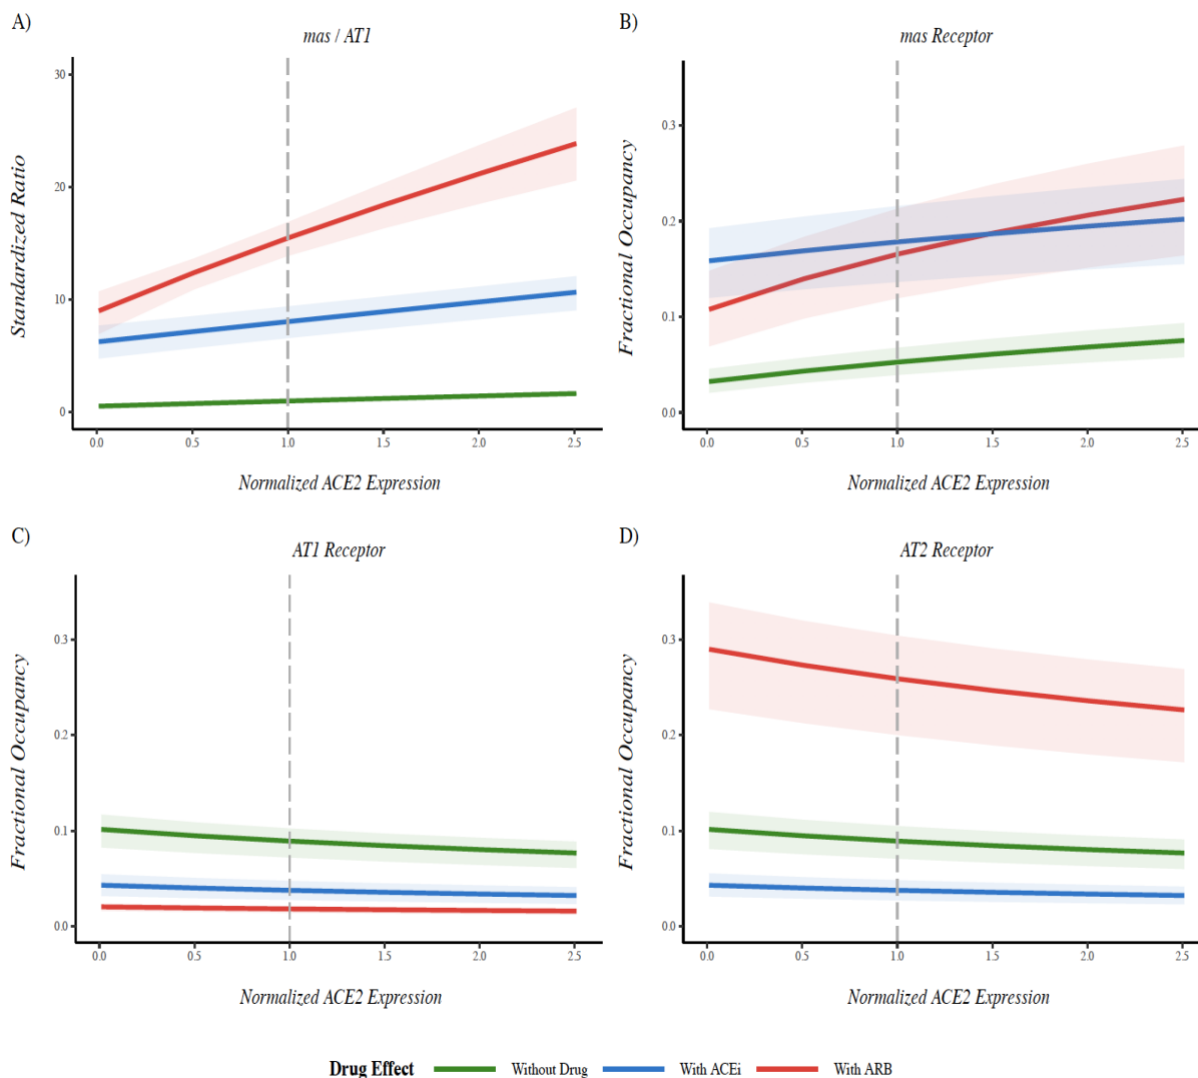 A)
mas / AT1
Standardized Ratio
30
20
10
0
0.0 0.5 1.0 1.5 2.0 2.5
Normalized ACE2 Expression
B)
mas Receptor
Fractional Occupancy
0.3
0.2
0.1
0.0
0.0 0.5 1.0 1.5 2.0 2.5
Normalized ACE2 Expression
C)
AT1 Receptor
Fractional Occupancy
0.3
0.2
0.1
0.0
0.0 0.5 1.0 1.5 2.0 2.5
Normalized ACE2 Expression
D)
AT2 Receptor
Fractional Occupancy
0.3
0.2
0.1
0.0
0.0 0.5 1.0 1.5 2.0 2.5
Normalized ACE2 Expression
Drug Effect Without Drug With ACEi With ARB